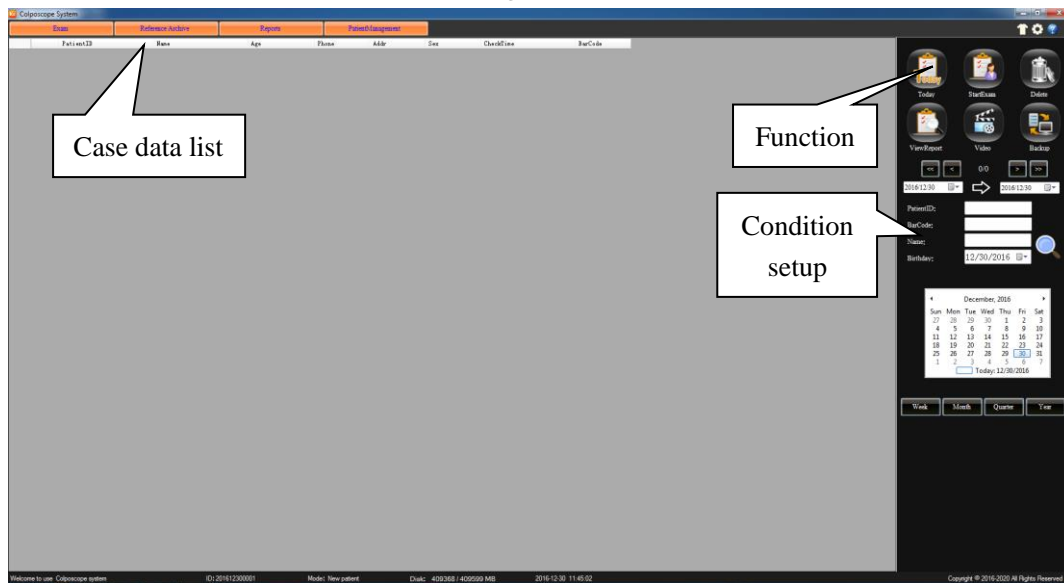 Colposcope System
Exam Reference Archive Reports PatientManagement
PatientID Name Age Phone Addr Sex CheckTime BarCode
Case data list
Function
Condition
setup
Today StartExam Delete
ViewReport Video Backup
<< < 0/0 > >>
2016/12/30 2016/12/30
PatientID:
BarCode:
Name:
Birthday: 12/30/2016
December, 2016
Sun Mon Tue Wed Thu Fri Sat
27 28 29 30 1 2 3
4 5 6 7 8 9 10
11 12 13 14 15 16 17
18 19 20 21 22 23 24
25 26 27 28 29 30 31
1 2 3 4 5 6 7
Today: 12/30/2016
Week Month Quarter Year
Welcome to use Colposcope system ID: 201612300001 Mode: New patient Disk: 409368 / 409599 MB 2016-12-30 11:45:02 Copyright © 2016-2020 All Rights Reserved